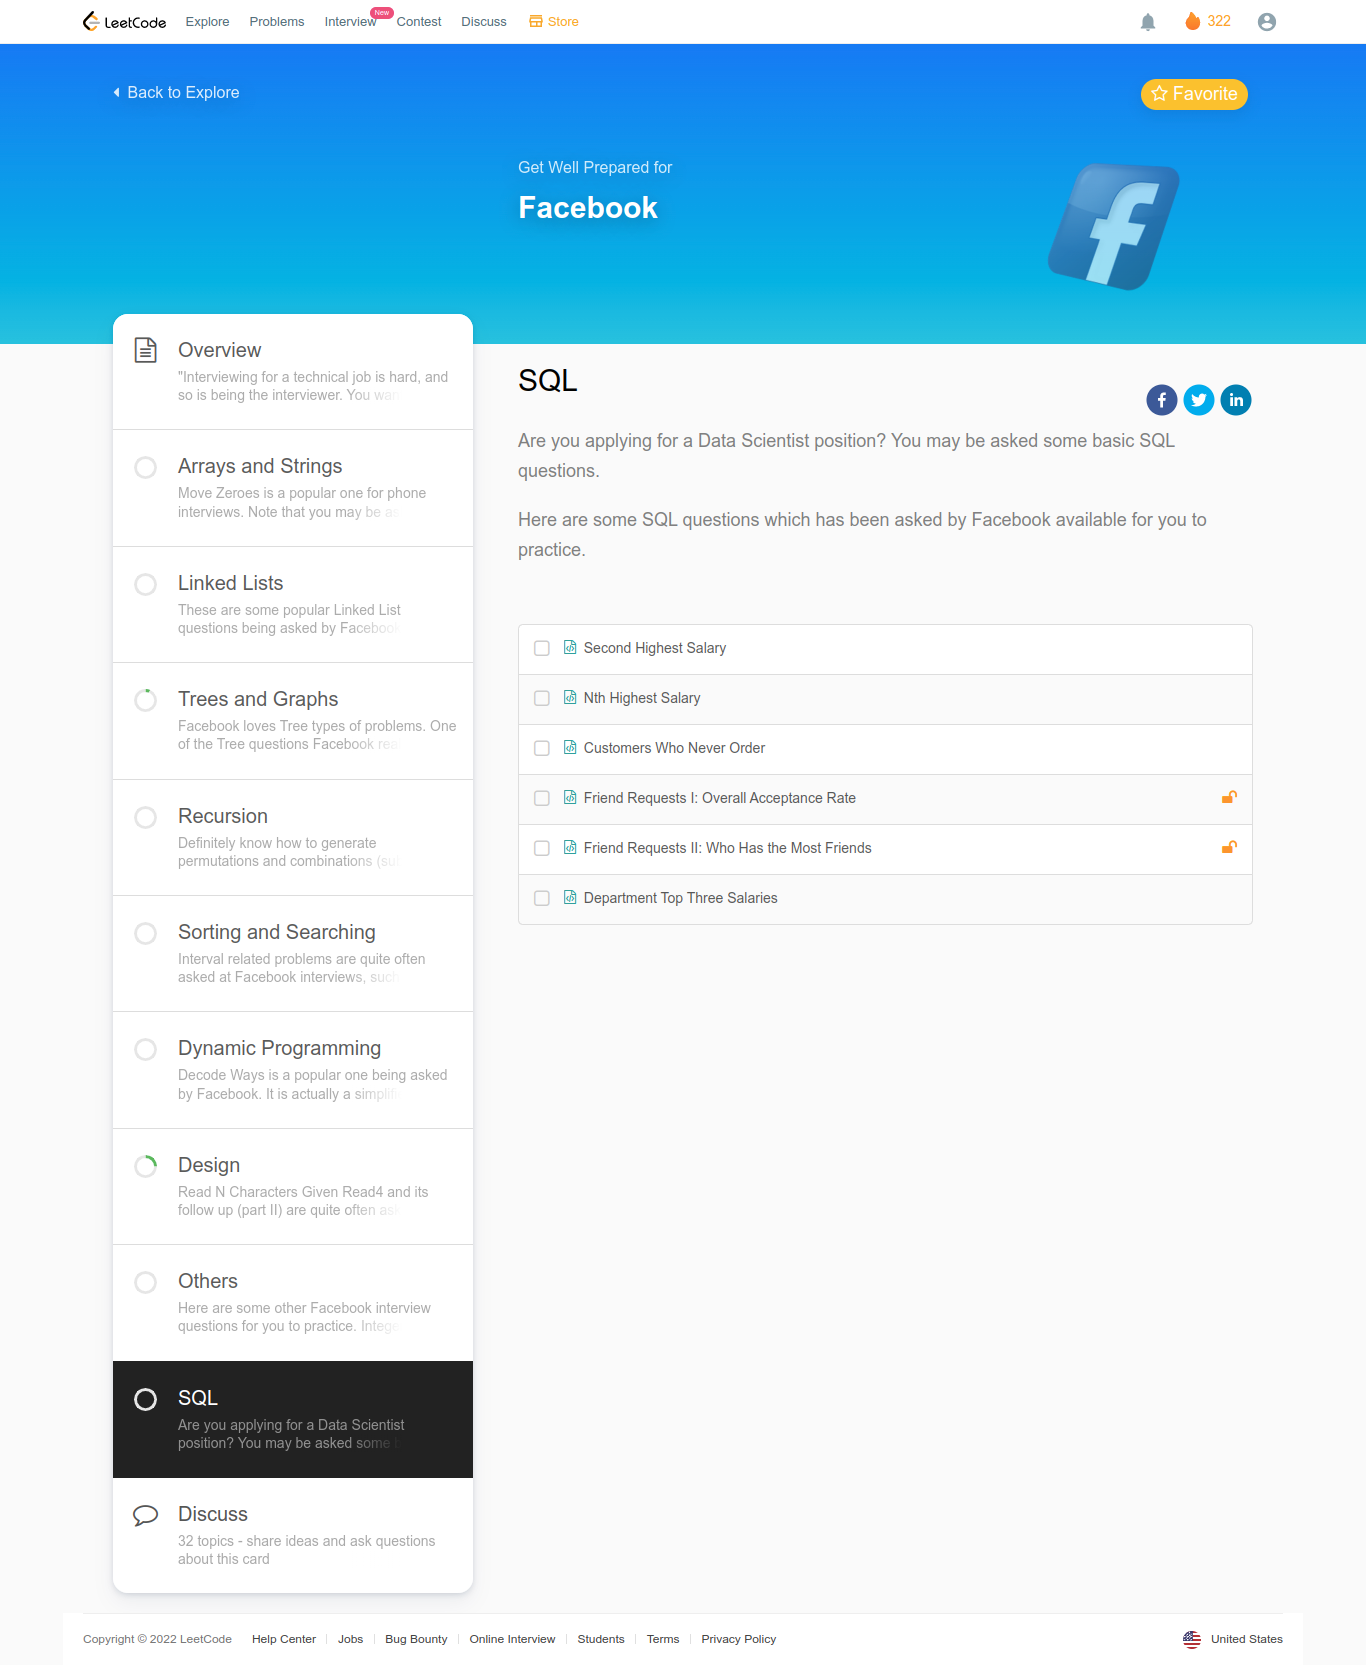 LeetCode Explore Problems Interview New Contest Discuss Store 322
Back to Explore
Favorite
Get Well Prepared for
Facebook
Overview
"Interviewing for a technical job is hard, and
so is being the interviewer. You wan
Arrays and Strings
Move Zeroes is a popular one for phone
interviews. Note that you may be as
Linked Lists
These are some popular Linked List
questions being asked by Facebook
Trees and Graphs
Facebook loves Tree types of problems. One
of the Tree questions Facebook rea
Recursion
Definitely know how to generate
permutations and combinations (su
Sorting and Searching
Interval related problems are quite often
asked at Facebook interviews, such
Dynamic Programming
Decode Ways is a popular one being asked
by Facebook. It is actually a simplifi
Design
Read N Characters Given Read4 and its
follow up (part II) are quite often as
Others
Here are some other Facebook interview
questions for you to practice. Intege
SQL
Are you applying for a Data Scientist
position? You may be asked some b
Discuss
32 topics - share ideas and ask questions
about this card
SQL
Are you applying for a Data Scientist position? You may be asked some basic SQL
questions.
Here are some SQL questions which has been asked by Facebook available for you to
practice.
Second Highest Salary
Nth Highest Salary
Customers Who Never Order
Friend Requests I: Overall Acceptance Rate
Friend Requests II: Who Has the Most Friends
Department Top Three Salaries
Copyright © 2022 LeetCode Help Center Jobs Bug Bounty Online Interview Students Terms Privacy Policy United States